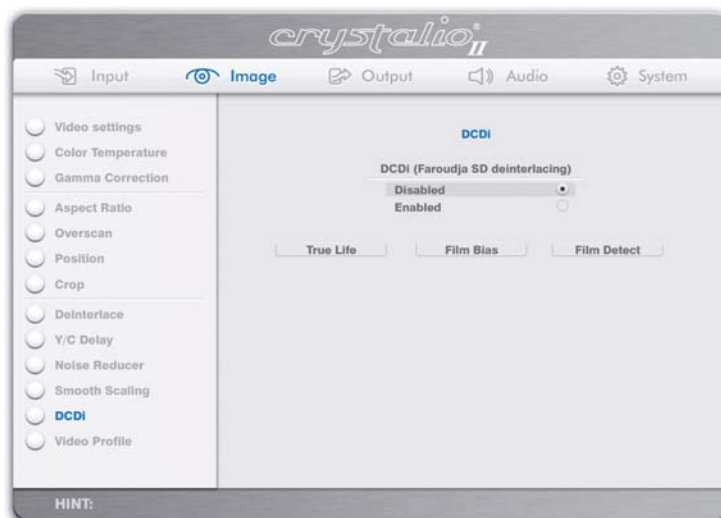 crystalio® II
Input Image Output Audio System
Video settings
Color Temperature
Gamma Correction
Aspect Ratio
Overscan
Position
Crop
Deinterlace
Y/C Delay
Noise Reducer
Smooth Scaling
DCDi
Video Profile
DCDi
DCDi (Faroudja SD deinterlacing)
Disabled
Enabled
True Life Film Bias Film Detect
HINT: